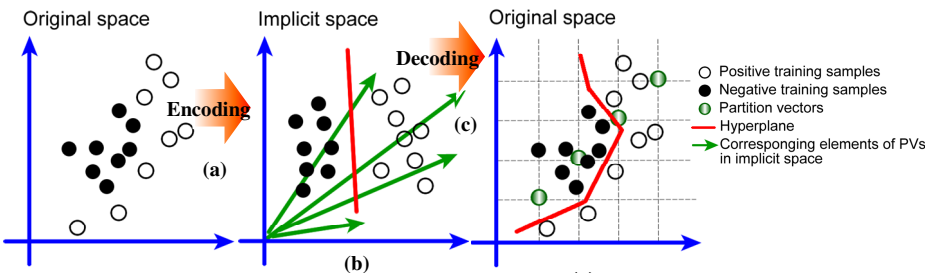 Original space
Implicit space
Original space
Encoding
Decoding
(a)
(b)
(c)
Positive training samples
Negative training samples
Partition vectors
Hyperplane
Corresponging elements of PVs
in implicit space